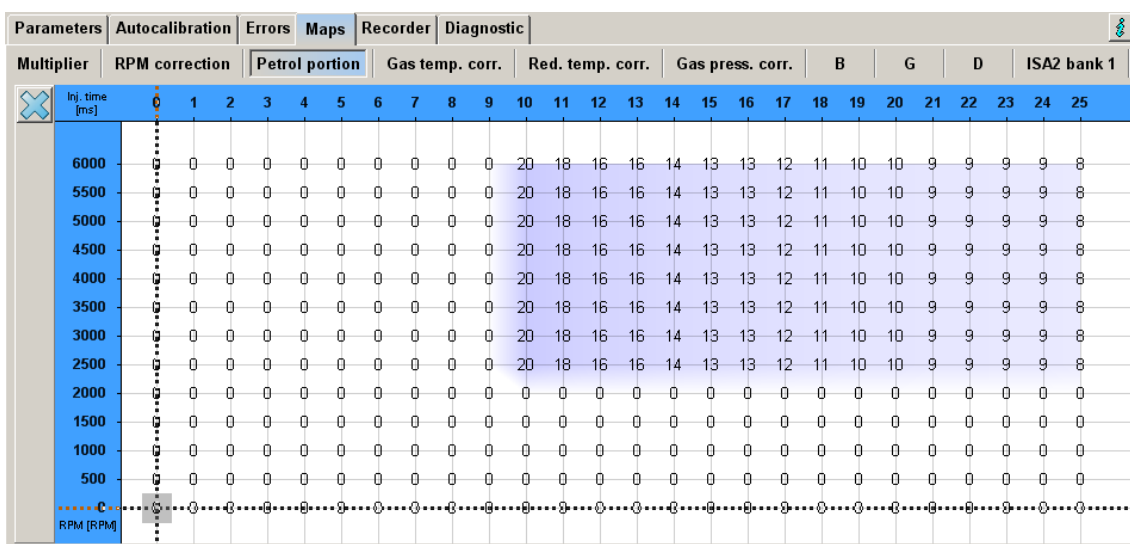 Parameters Autocalibration Errors Maps Recorder Diagnostic
Multiplier RPM correction Petrol portion Gas temp. corr. Red. temp. corr. Gas press. corr. B G D ISA2 bank 1
Inj. time [ms] 0 1 2 3 4 5 6 7 8 9 10 11 12 13 14 15 16 17 18 19 20 21 22 23 24 25
6000 0 0 0 0 0 0 0 0 0 0 20 18 16 16 14 13 13 12 11 10 10 9 9 9 9 8
5500 0 0 0 0 0 0 0 0 0 0 20 18 16 16 14 13 13 12 11 10 10 9 9 9 9 8
5000 0 0 0 0 0 0 0 0 0 0 20 18 16 16 14 13 13 12 11 10 10 9 9 9 9 8
4500 0 0 0 0 0 0 0 0 0 0 20 18 16 16 14 13 13 12 11 10 10 9 9 9 9 8
4000 0 0 0 0 0 0 0 0 0 0 20 18 16 16 14 13 13 12 11 10 10 9 9 9 9 8
3500 0 0 0 0 0 0 0 0 0 0 20 18 16 16 14 13 13 12 11 10 10 9 9 9 9 8
3000 0 0 0 0 0 0 0 0 0 0 20 18 16 16 14 13 13 12 11 10 10 9 9 9 9 8
2500 0 0 0 0 0 0 0 0 0 0 20 18 16 16 14 13 13 12 11 10 10 9 9 9 9 8
2000 0 0 0 0 0 0 0 0 0 0 0 0 0 0 0 0 0 0 0 0 0 0 0 0 0 0
1500 0 0 0 0 0 0 0 0 0 0 0 0 0 0 0 0 0 0 0 0 0 0 0 0 0 0
1000 0 0 0 0 0 0 0 0 0 0 0 0 0 0 0 0 0 0 0 0 0 0 0 0 0 0
500 0 0 0 0 0 0 0 0 0 0 0 0 0 0 0 0 0 0 0 0 0 0 0 0 0 0
0 0 0 0 0 0 0 0 0 0 0 0 0 0 0 0 0 0 0 0 0 0 0 0 0 0 0
RPM [RPM]